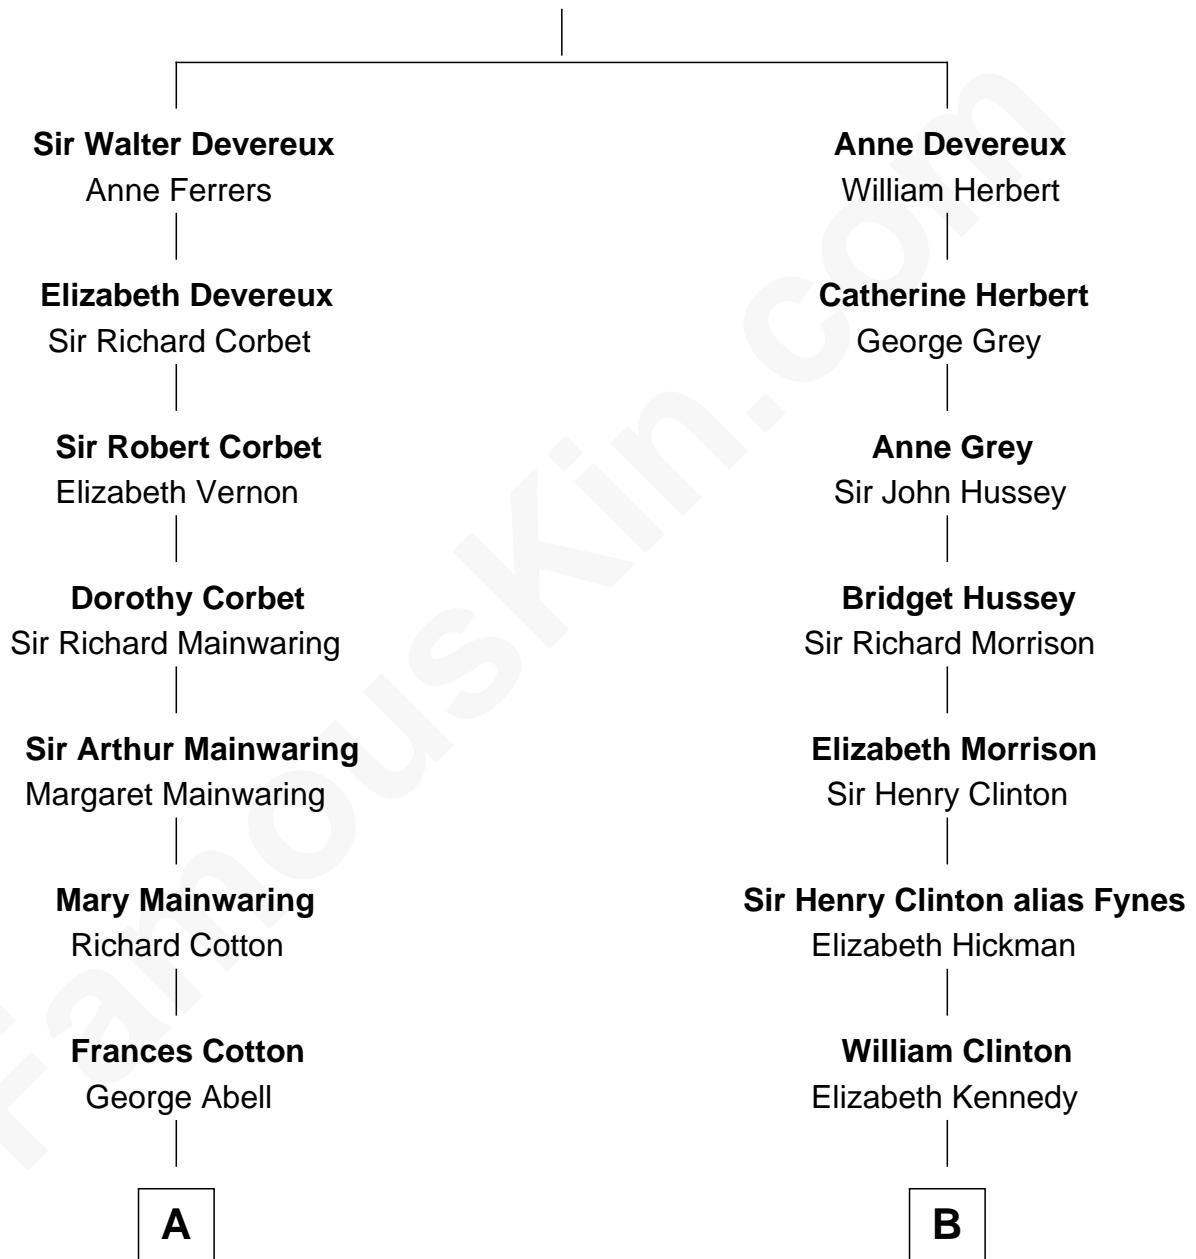 Sir Walter Devereux
Anne Ferrers
Elizabeth Devereux
Sir Richard Corbet
Sir Robert Corbet
Elizabeth Vernon
Dorothy Corbet
Sir Richard Mainwaring
Sir Arthur Mainwaring
Margaret Mainwaring
Mary Mainwaring
Richard Cotton
Frances Cotton
George Abell
A
Anne Devereux
William Herbert
Catherine Herbert
George Grey
Anne Grey
Sir John Hussey
Bridget Hussey
Sir Richard Morrison
Elizabeth Morrison
Sir Henry Clinton
Sir Henry Clinton alias Fynes
Elizabeth Hickman
William Clinton
Elizabeth Kennedy
B
FamousKin.com